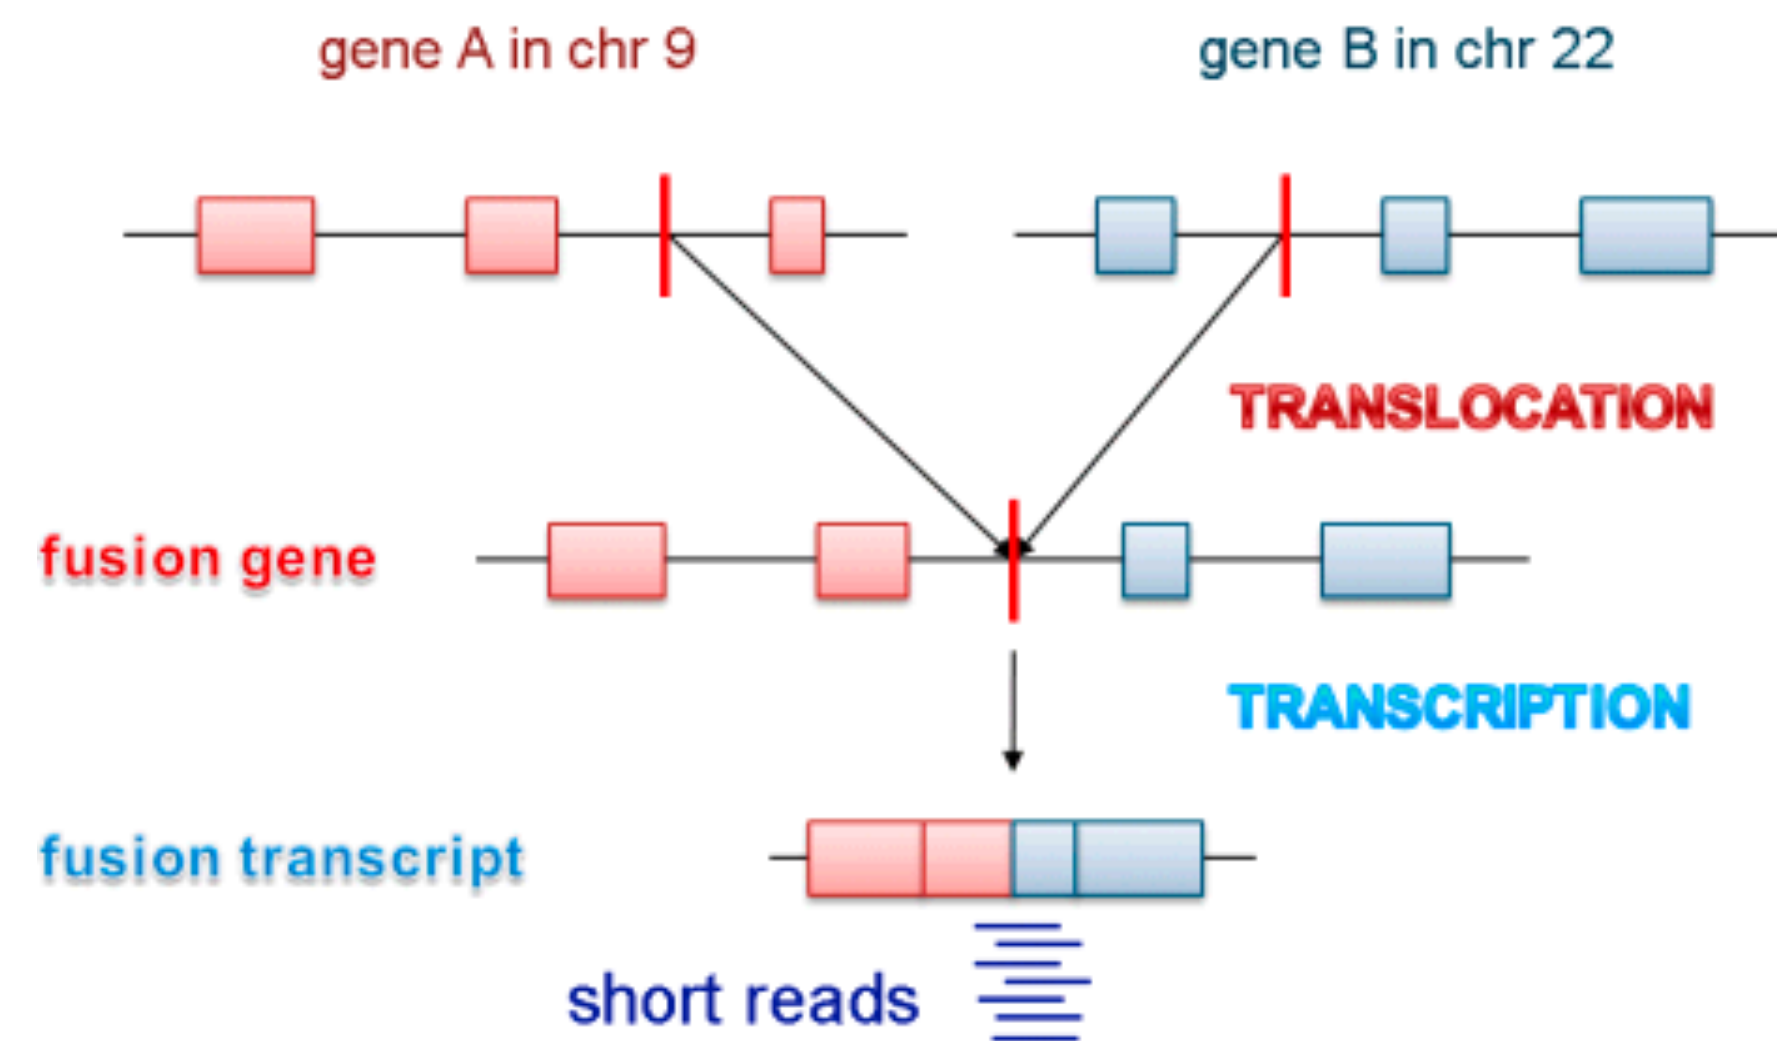 gene A in chr 9
gene B in chr 22
TRANSLOCATION
fusion gene
TRANSCRIPTION
fusion transcript
short reads